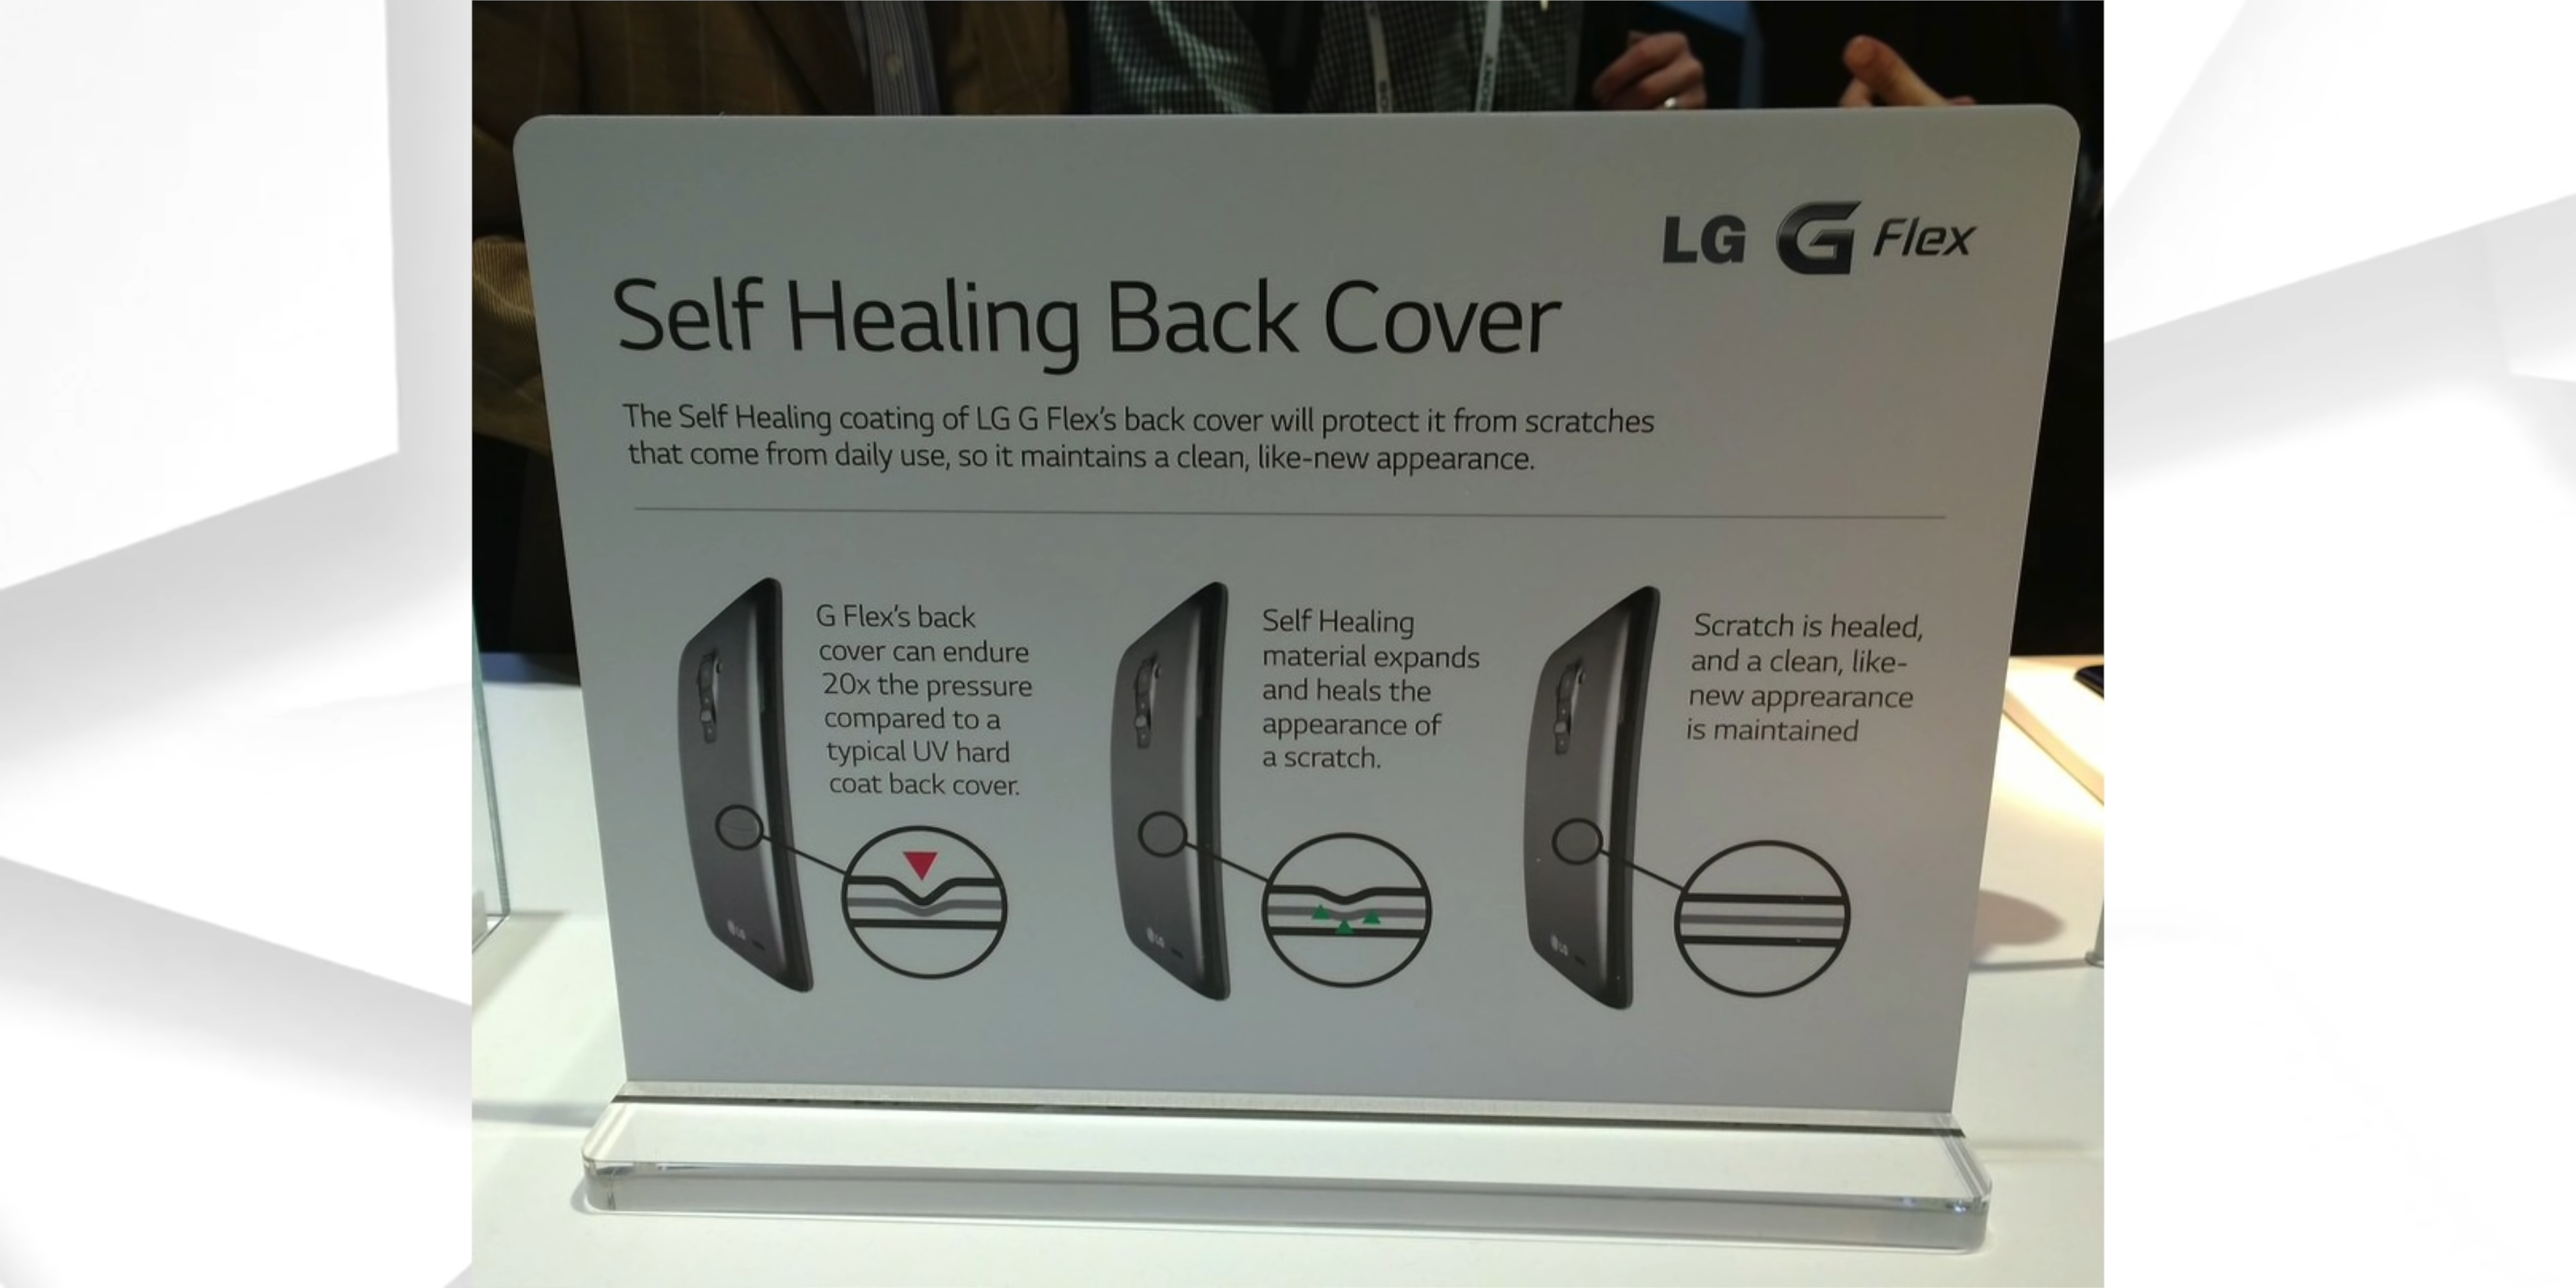 LG G Flex
Self Healing Back Cover
The Self Healing coating of LG G Flex's back cover will protect it from scratches
that come from daily use, so it maintains a clean, like-new appearance.
G Flex's back
cover can endure
20x the pressure
compared to a
typical UV hard
coat back cover.
Self Healing
material expands
and heals the
appearance of
a scratch.
Scratch is healed,
and a clean, like-
new apprearance
is maintained
LG
LG
LG